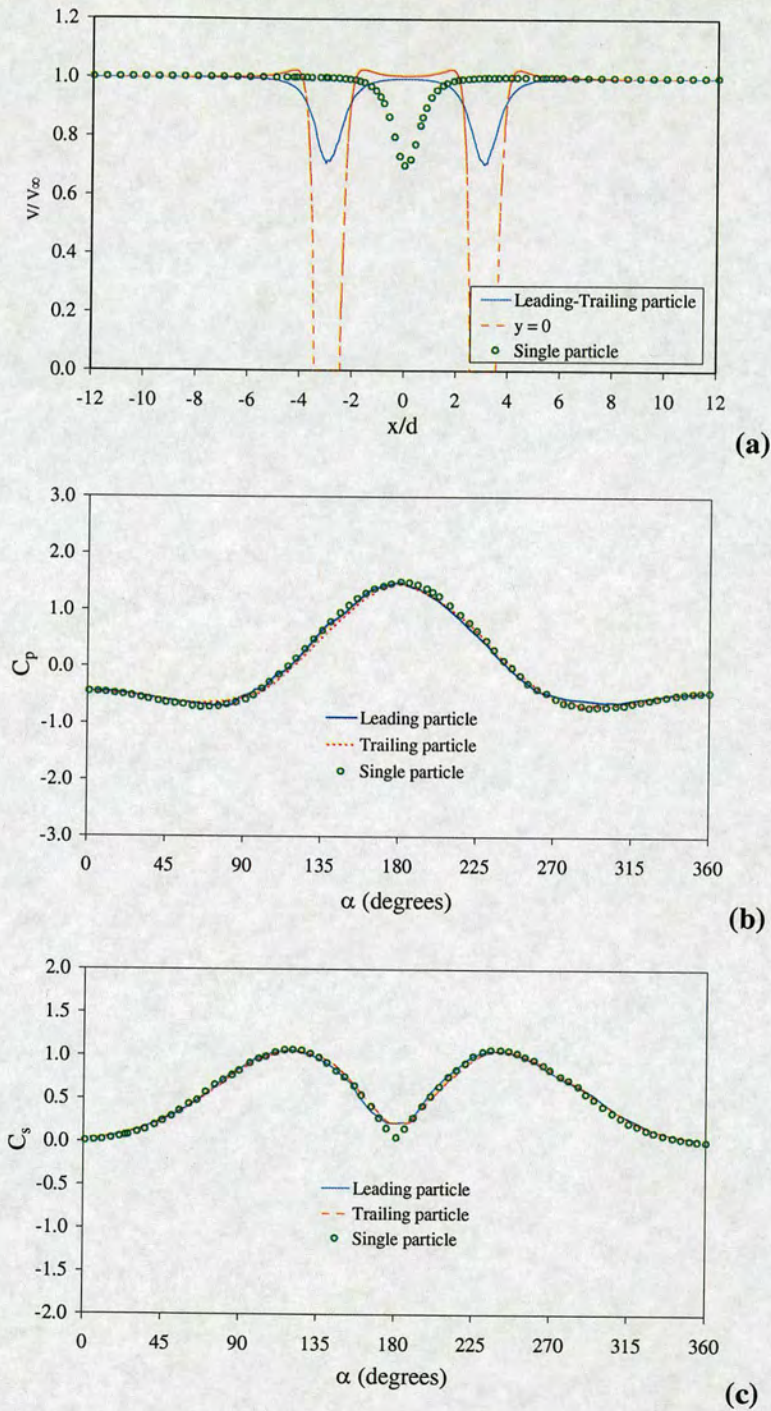 1.2
1.0
0.8
0.6
0.4
0.2
0.0
V/V∞
Leading-Trailing particle
y = 0
Single particle
-12 -10 -8 -6 -4 -2 0 2 4 6 8 10 12
x/d
(a)
3.0
2.0
1.0
0.0
-1.0
-2.0
-3.0
Cp
Leading particle
Trailing particle
Single particle
0 45 90 135 180 225 270 315 360
α (degrees)
(b)
2.0
1.5
1.0
0.5
0.0
-0.5
-1.0
-1.5
-2.0
Cs
Leading particle
Trailing particle
Single particle
0 45 90 135 180 225 270 315 360
α (degrees)
(c)